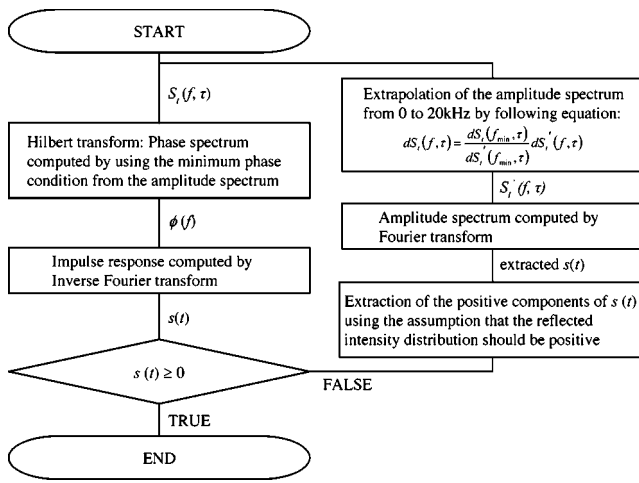 START
S_t(f, τ)
Hilbert transform: Phase spectrum
computed by using the minimum phase
condition from the amplitude spectrum
ϕ(f)
Impulse response computed by
Inverse Fourier transform
s(t)
s (t) ≥ 0
TRUE
END
FALSE
Extraction of the positive components of s (t)
using the assumption that the reflected
intensity distribution should be positive
extracted s(t)
Amplitude spectrum computed by
Fourier transform
S_t'(f, τ)
Extrapolation of the amplitude spectrum
from 0 to 20kHz by following equation:
dS_t(f, τ) = dS_t(f_min, τ) / dS_t'(f_min, τ) dS_t'(f, τ)